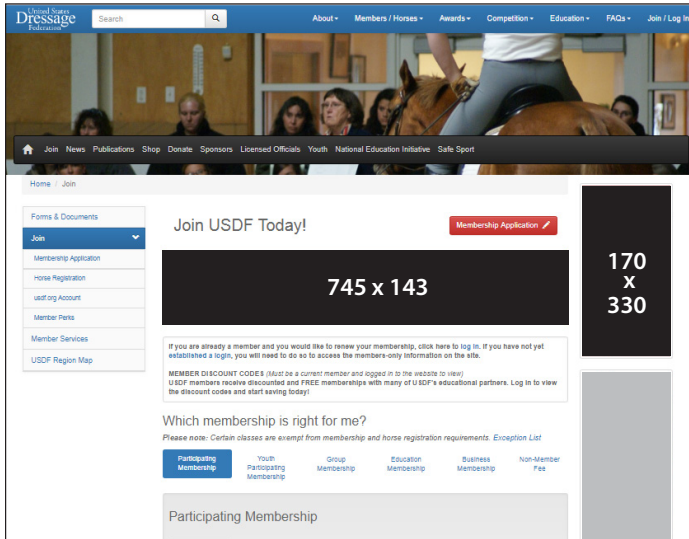 United States
Dressage
Federation
Search
About Members / Horses Awards Competition Education FAQs Join / Log In
Join News Publications Shop Donate Sponsors Licensed Officials Youth National Education Initiative Safe Sport
Home / Join
Forms & Documents
Join
Membership Application
Horse Registration
usdf.org Account
Member Perks
Member Services
USDF Region Map
Join USDF Today!
Membership Application
745 x 143
170
x
330
If you are already a member and you would like to renew your membership, click here to log in. If you have not yet
established a login, you will need to do so to access the members-only information on the site.
MEMBER DISCOUNT CODES (Must be a current member and logged in to the website to view)
USDF members receive discounted and FREE memberships with many of USDF's educational partners. Log in to view
the discount codes and start saving today!
Which membership is right for me?
Please note: Certain classes are exempt from membership and horse registration requirements. Exception List
Participating
Membership
Youth
Participating
Membership
Group
Membership
Education
Membership
Business
Membership
Non-Member
Fee
Participating Membership